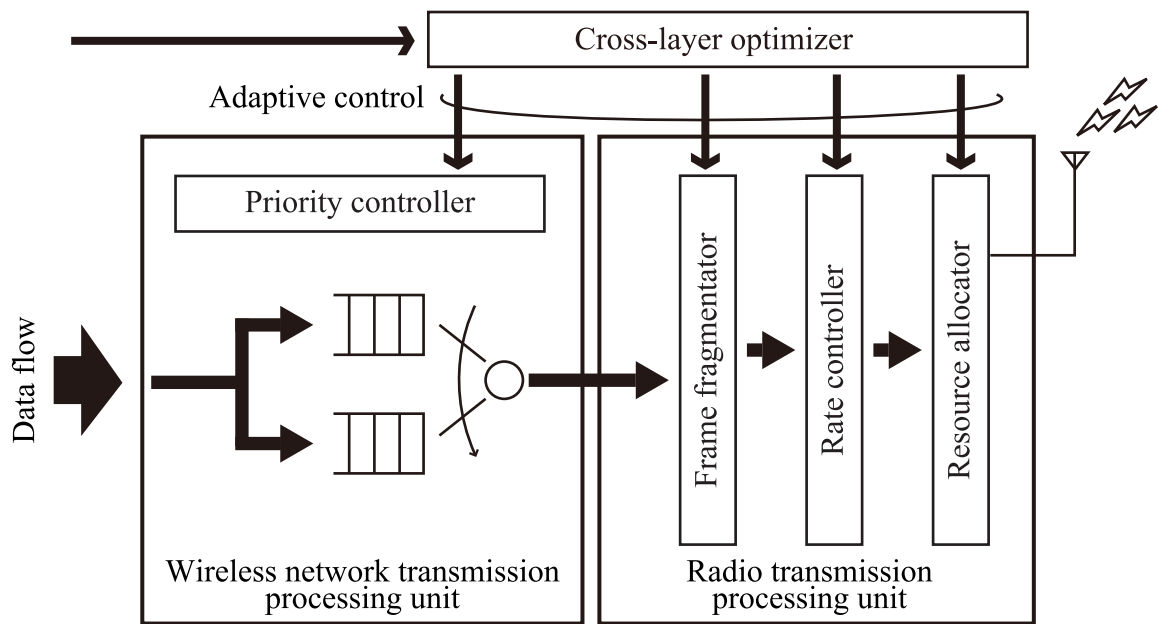 Cross-layer optimizer
Adaptive control
Priority controller
Data flow
Frame fragmentator
Rate controller
Resource allocator
Wireless network transmission
processing unit
Radio transmission
processing unit